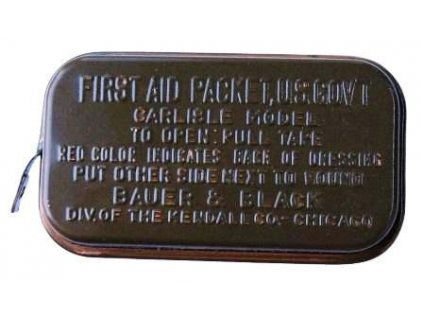 FIRST AID PACKET, U.S. GOV'T
CARLISLE MODEL
TO OPEN: PULL TAPE
RED COLOR INDICATES BACK OF DRESSING
PUT OTHER SIDE NEXT TO WOUND
BAUER & BLACK
DIV. OF THE KENDALL CO.- CHICAGO